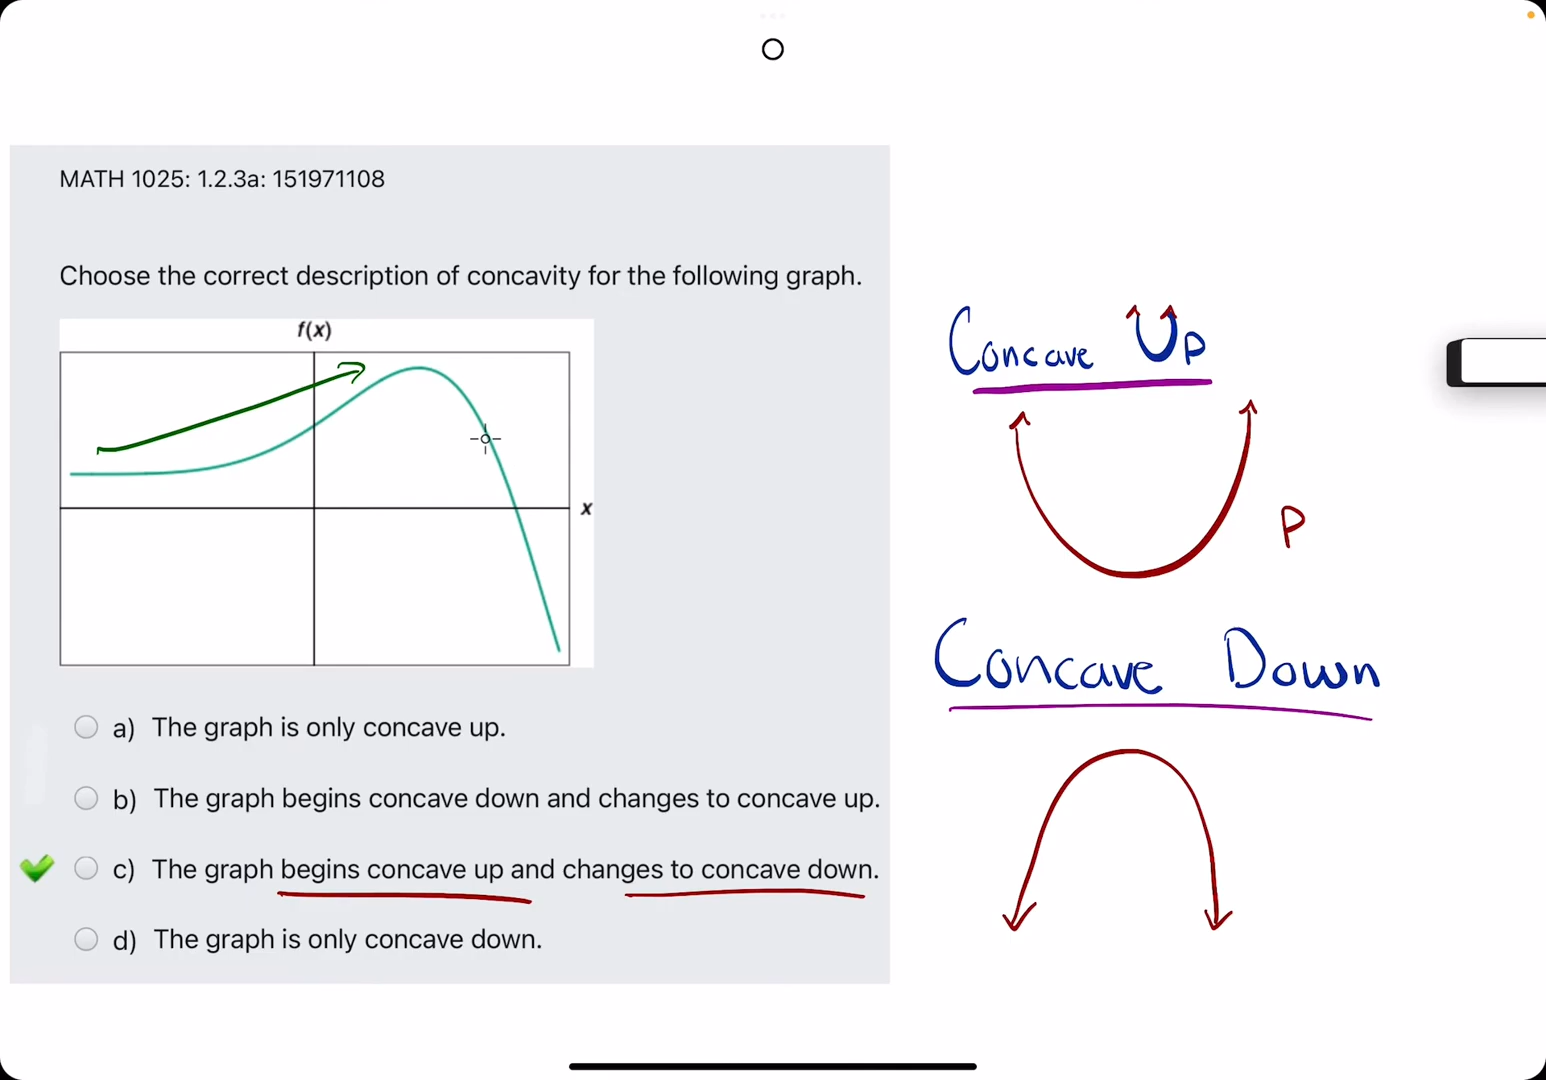 MATH 1025: 1.2.3a: 151971108
Choose the correct description of concavity for the following graph.
f(x)
x
a) The graph is only concave up.
b) The graph begins concave down and changes to concave up.
c) The graph begins concave up and changes to concave down.
d) The graph is only concave down.
Concave Up
P
Concave Down